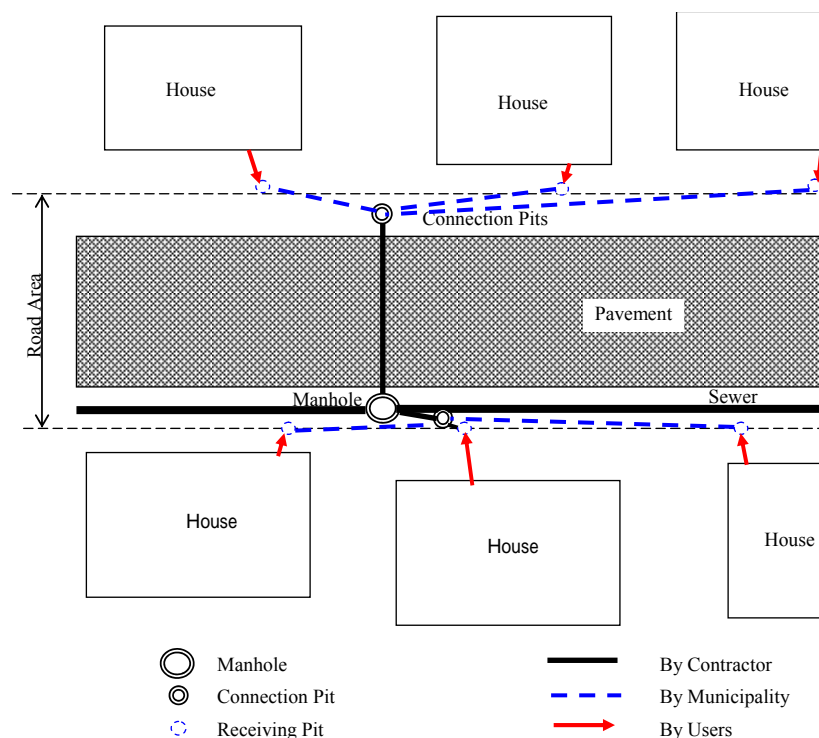 House
House
House
Connection Pits
Road Area
Pavement
Manhole
Sewer
House
House
House
Manhole
By Contractor
Connection Pit
By Municipality
Receiving Pit
By Users